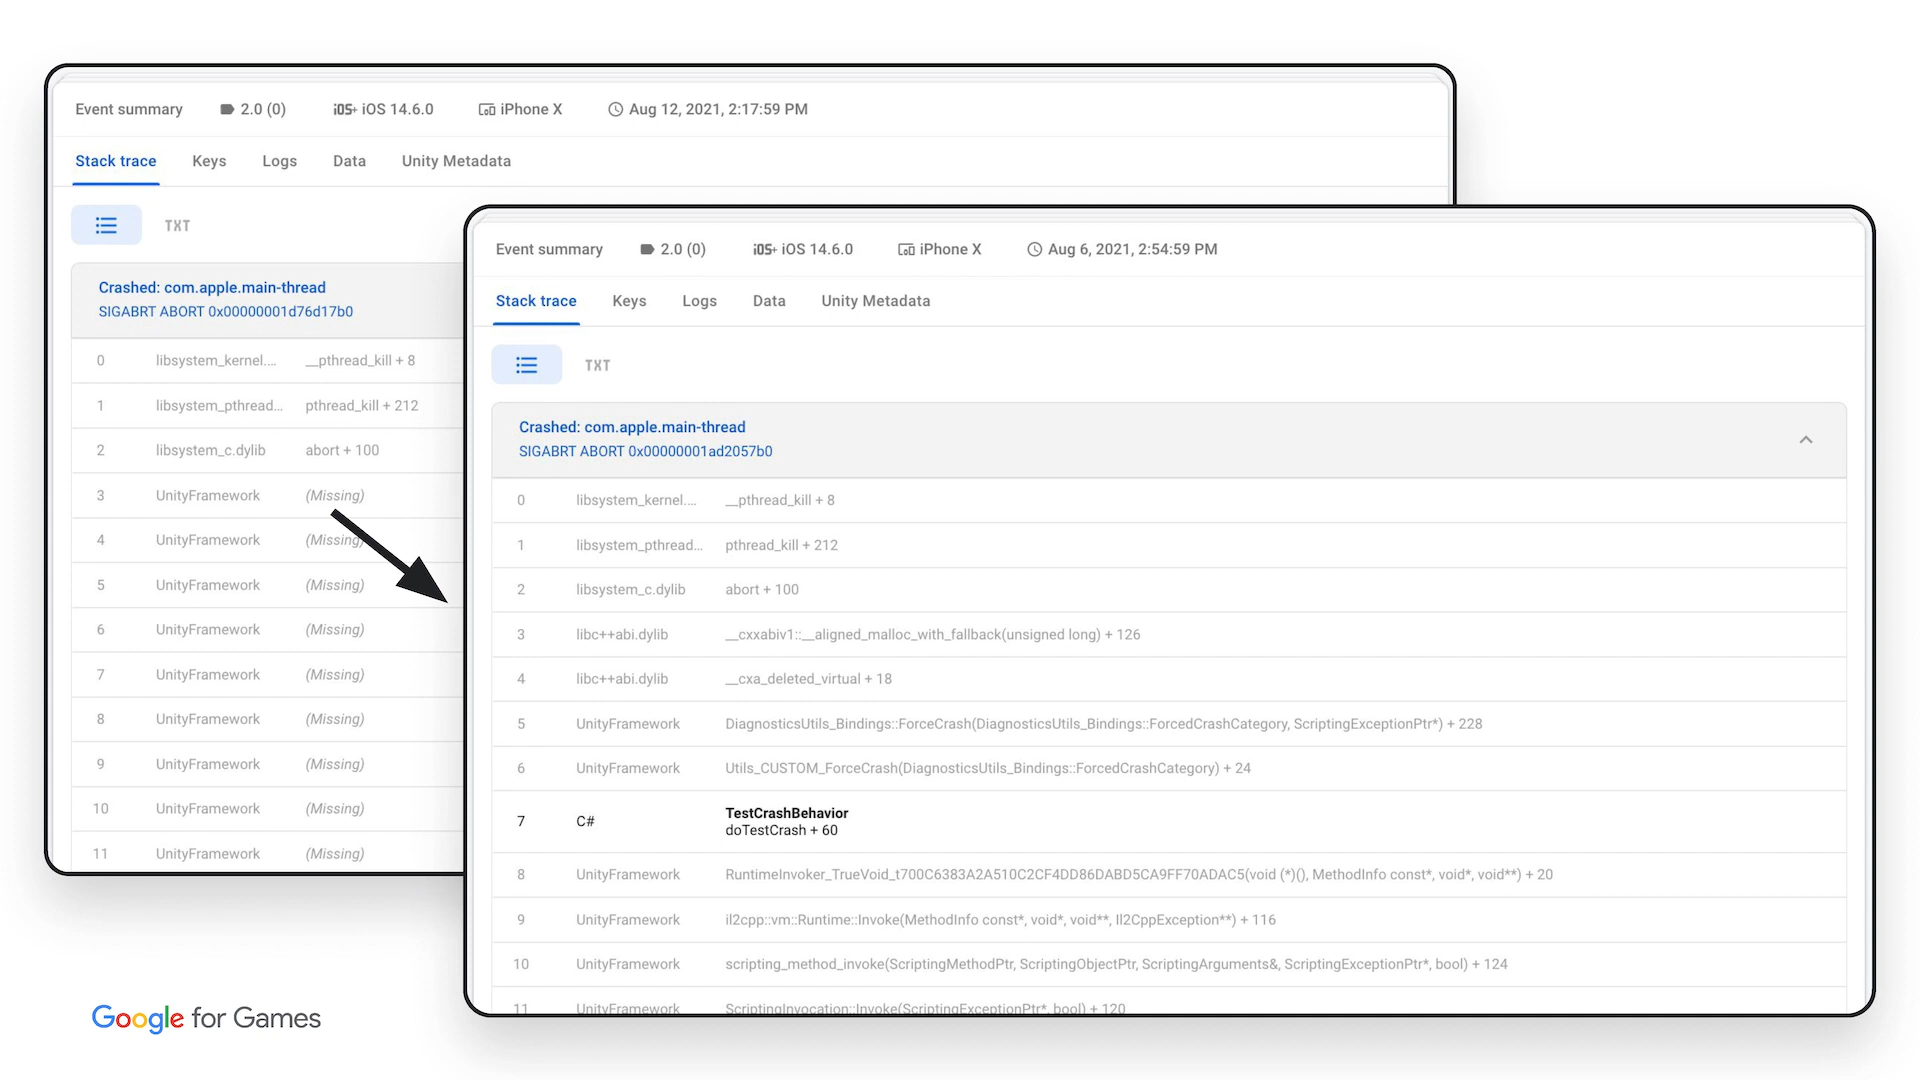 Event summary 2.0 (0) iOS+ iOS 14.6.0 iPhone X Aug 12, 2021, 2:17:59 PM
Stack trace Keys Logs Data Unity Metadata
TXT
Crashed: com.apple.main-thread
SIGABRT ABORT 0x00000001d76d17b0
0 libsystem_kernel.... __pthread_kill + 8
1 libsystem_pthread... pthread_kill + 212
2 libsystem_c.dylib abort + 100
3 UnityFramework (Missing)
4 UnityFramework (Missing)
5 UnityFramework (Missing)
6 UnityFramework (Missing)
7 UnityFramework (Missing)
8 UnityFramework (Missing)
9 UnityFramework (Missing)
10 UnityFramework (Missing)
11 UnityFramework (Missing)
Event summary 2.0 (0) iOS+ iOS 14.6.0 iPhone X Aug 6, 2021, 2:54:59 PM
Stack trace Keys Logs Data Unity Metadata
TXT
Crashed: com.apple.main-thread
SIGABRT ABORT 0x00000001ad2057b0
0 libsystem_kernel.... __pthread_kill + 8
1 libsystem_pthread... pthread_kill + 212
2 libsystem_c.dylib abort + 100
3 libc++abi.dylib __cxxabiv1::__aligned_malloc_with_fallback(unsigned long) + 126
4 libc++abi.dylib __cxa_deleted_virtual + 18
5 UnityFramework DiagnosticsUtils_Bindings::ForceCrash(DiagnosticsUtils_Bindings::ForcedCrashCategory, ScriptingExceptionPtr*) + 228
6 UnityFramework Utils_CUSTOM_ForceCrash(DiagnosticsUtils_Bindings::ForcedCrashCategory) + 24
7 C# TestCrashBehavior
doTestCrash + 60
8 UnityFramework RuntimeInvoker_TrueVoid_t700C6383A2A510C2CF4DD86DABD5CA9FF70ADAC5(void (*)(), MethodInfo const*, void*, void**) + 20
9 UnityFramework il2cpp::vm::Runtime::Invoke(MethodInfo const*, void*, void**, Il2CppException**) + 116
10 UnityFramework scripting_method_invoke(ScriptingMethodPtr, ScriptingObjectPtr, ScriptingArguments&, ScriptingExceptionPtr*, bool) + 124
11 UnityFramework ScriptingInvocation::Invoke(ScriptingExceptionPtr*, bool) + 120
Google for Games